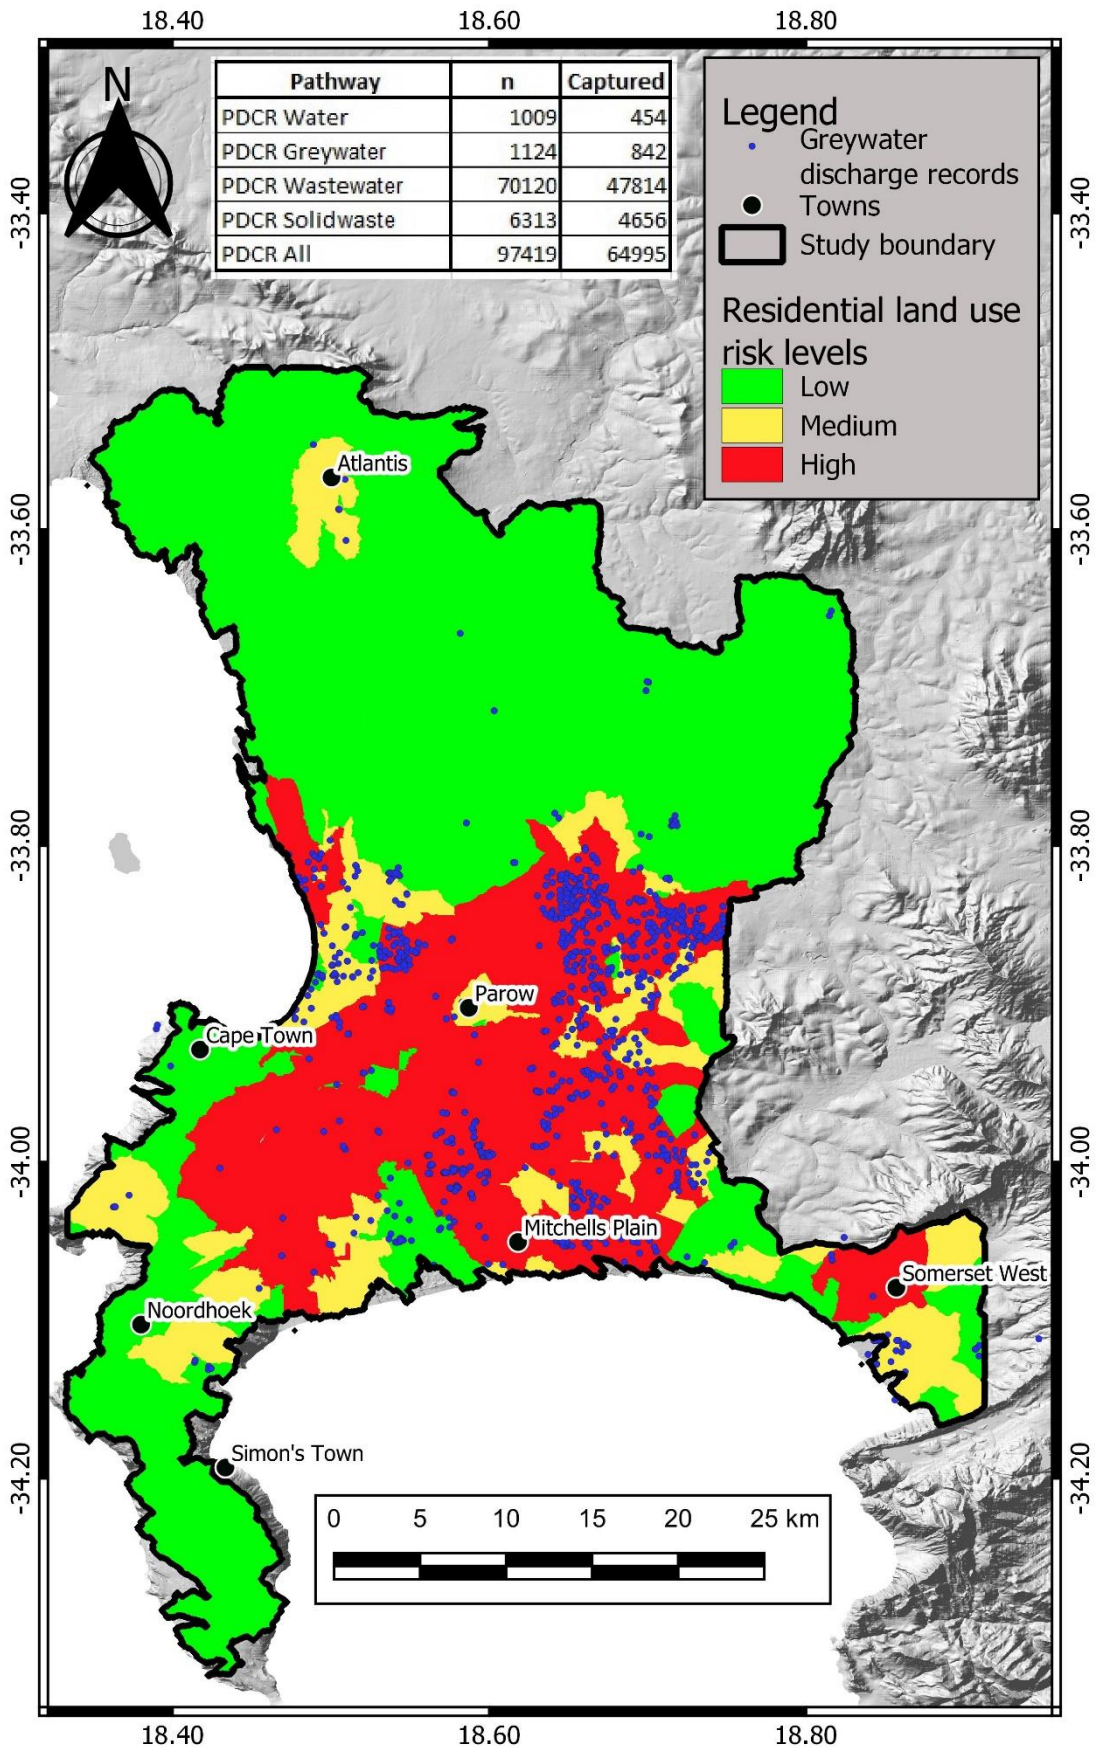 18.40 18.60 18.80
N
Pathway n Captured
PDCR Water 1009 454
PDCR Greywater 1124 842
PDCR Wastewater 70120 47814
PDCR Solidwaste 6313 4656
PDCR All 97419 64995
Legend
Greywater
discharge records
Towns
Study boundary
Residential land use
risk levels
Low
Medium
High
-33.40 -33.40
-33.60 -33.60
-33.80 -33.80
-34.00 -34.00
-34.20 -34.20
Atlantis
Parow
Cape Town
Mitchells Plain
Somerset West
Noordhoek
Simon's Town
0 5 10 15 20 25 km
18.40 18.60 18.80